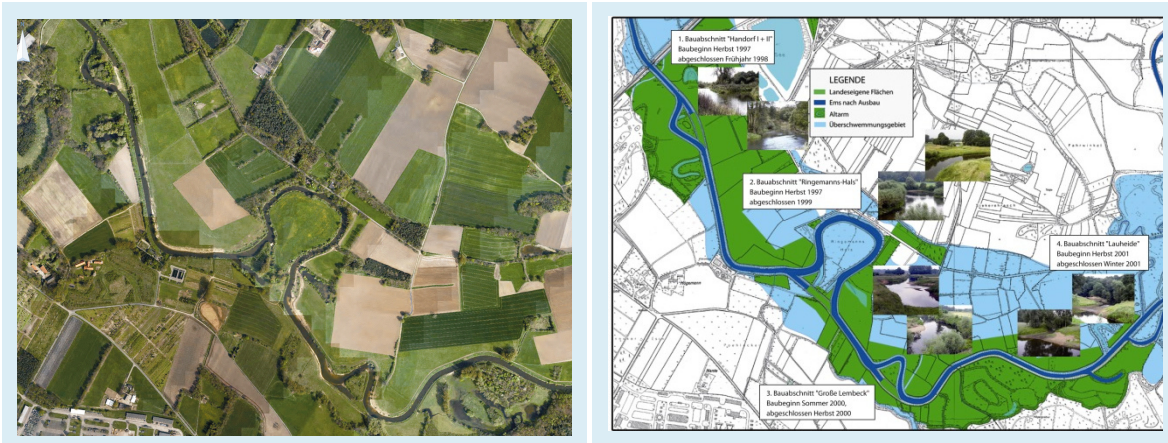 1. Bauabschnitt "Handorf I + II"
Baubeginn Herbst 1997
abgeschlossen Frühjahr 1998
LEGENDE
Landeseigene Flächen
Ems nach Ausbau
Altarm
Überschwemmungsgebiet
2. Bauabschnitt "Ringemanns-Hals"
Baubeginn Herbst 1997
abgeschlossen 1999
4. Bauabschnitt "Lauheide"
Baubeginn Herbst 2001
abgeschlossen Winter 2001
3. Bauabschnitt "Große Lembeck"
Baubeginn Sommer 2000,
abgeschlossen Herbst 2000